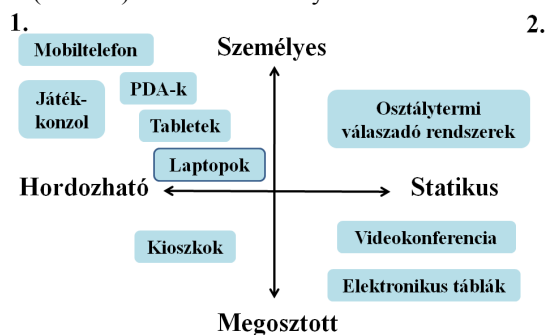 1.
2.
Személyes
Mobiltelefon
PDA-k
Játék-
konzol
Tabletek
Osztálytermi
válaszadó rendszerek
Laptopok
Hordozható
Statikus
Kioszkok
Videokonferencia
Elektronikus táblák
Megosztott